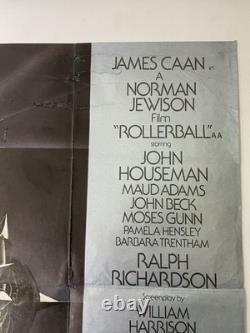 JAMES CAAN in
A
NORMAN
JEWISON
Film
"ROLLERBALL" AA
starring
JOHN
HOUSEMAN
MAUD ADAMS
JOHN BECK
MOSES GUNN
PAMELA HENSLEY
BARBARA TRENTHAM
RALPH
RICHARDSON
Screenplay by
WILLIAM
HARRISON